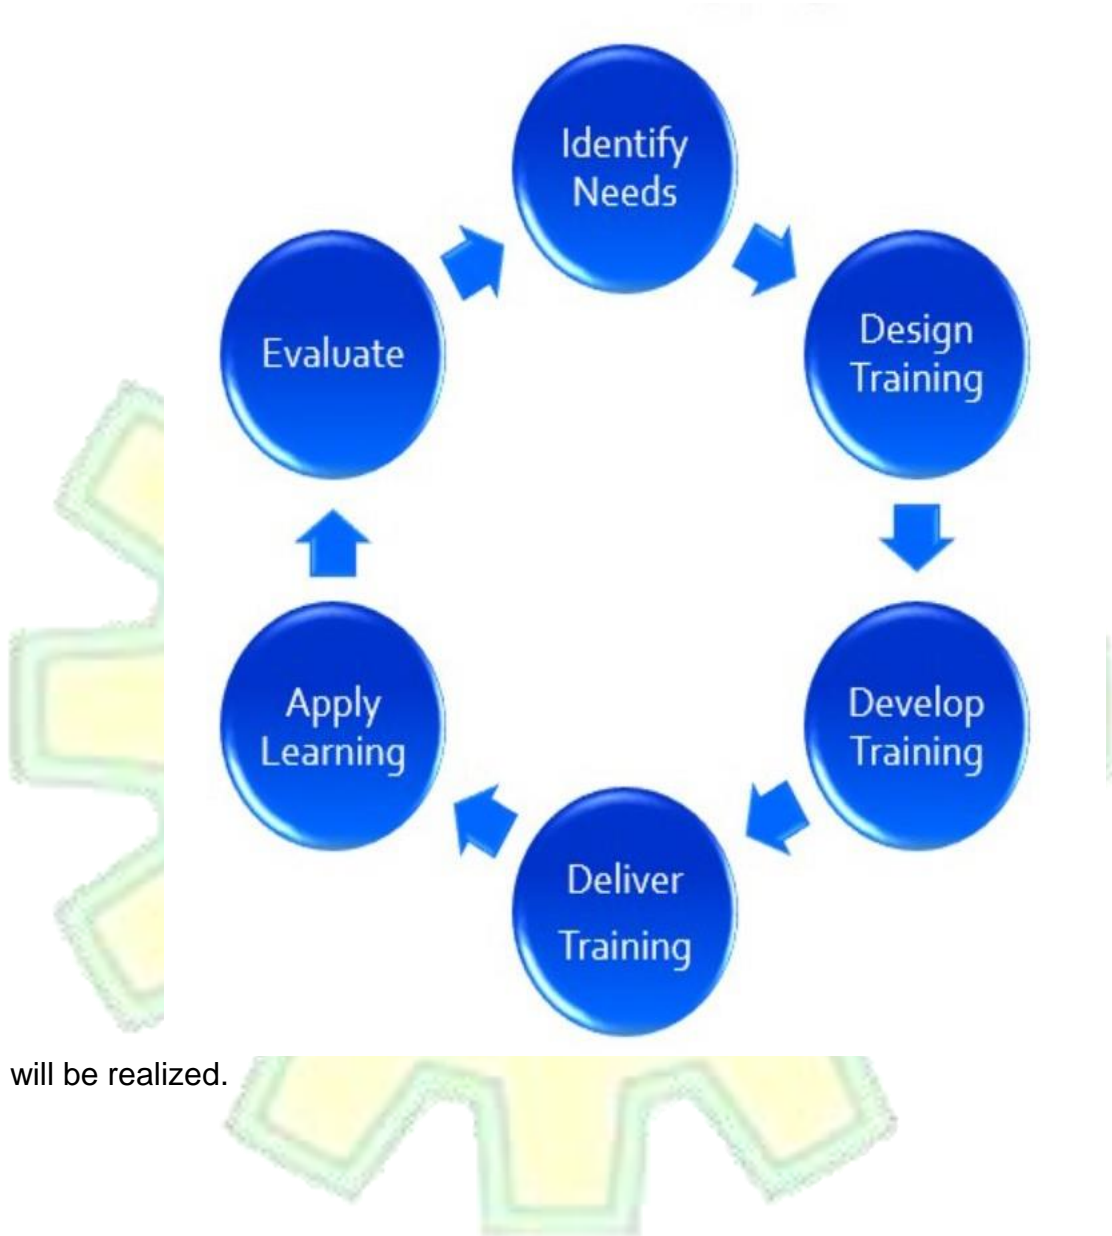 Identify
Needs
Design
Training
Develop
Training
Deliver
Training
Apply
Learning
Evaluate
will be realized.